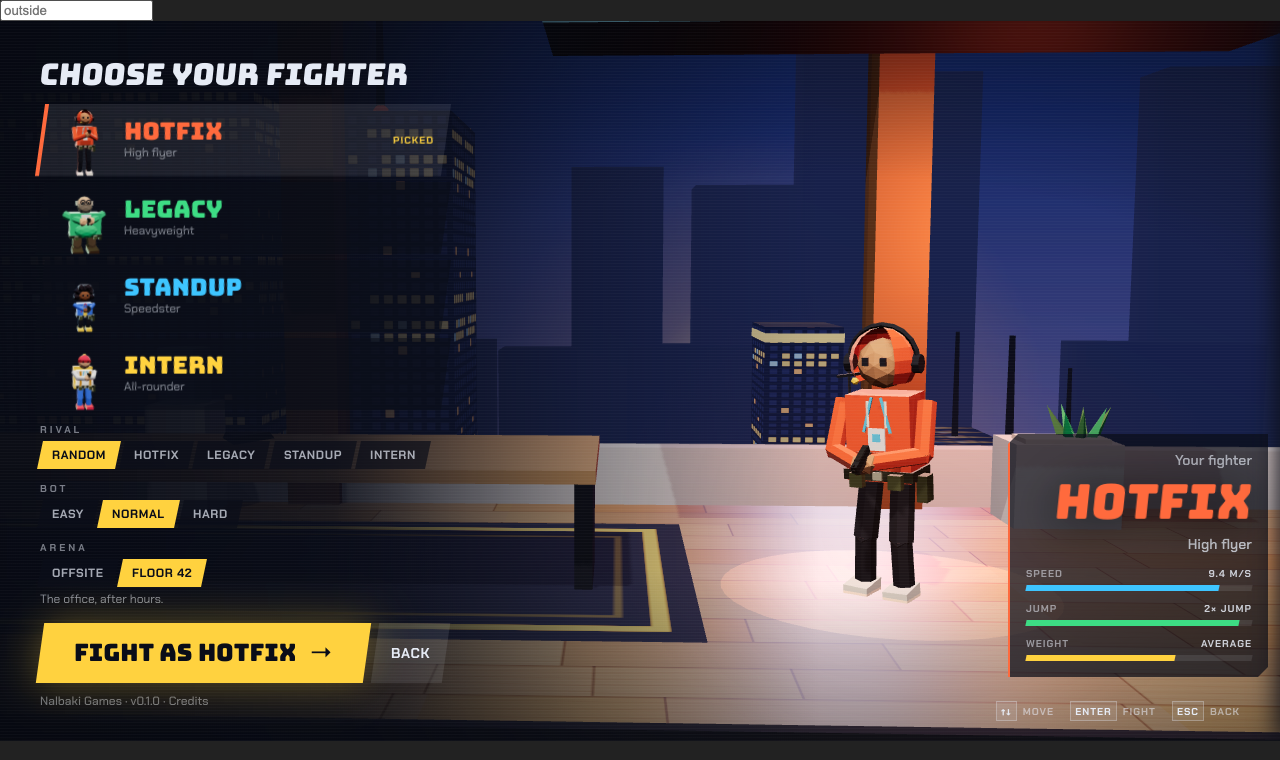 outside
CHOOSE YOUR FIGHTER
HOTFIX
High flyer
PICKED
LEGACY
Heavyweight
STANDUP
Speedster
INTERN
All-rounder
RIVAL
RANDOM HOTFIX LEGACY STANDUP INTERN
BOT
EASY NORMAL HARD
ARENA
OFFSITE FLOOR 42
The office, after hours.
FIGHT AS HOTFIX → BACK
Nalbaki Games · v0.1.0 · Credits
Your fighter
HOTFIX
High flyer
SPEED 9.4 M/S
JUMP 2× JUMP
WEIGHT AVERAGE
↑↓ MOVE ENTER FIGHT ESC BACK